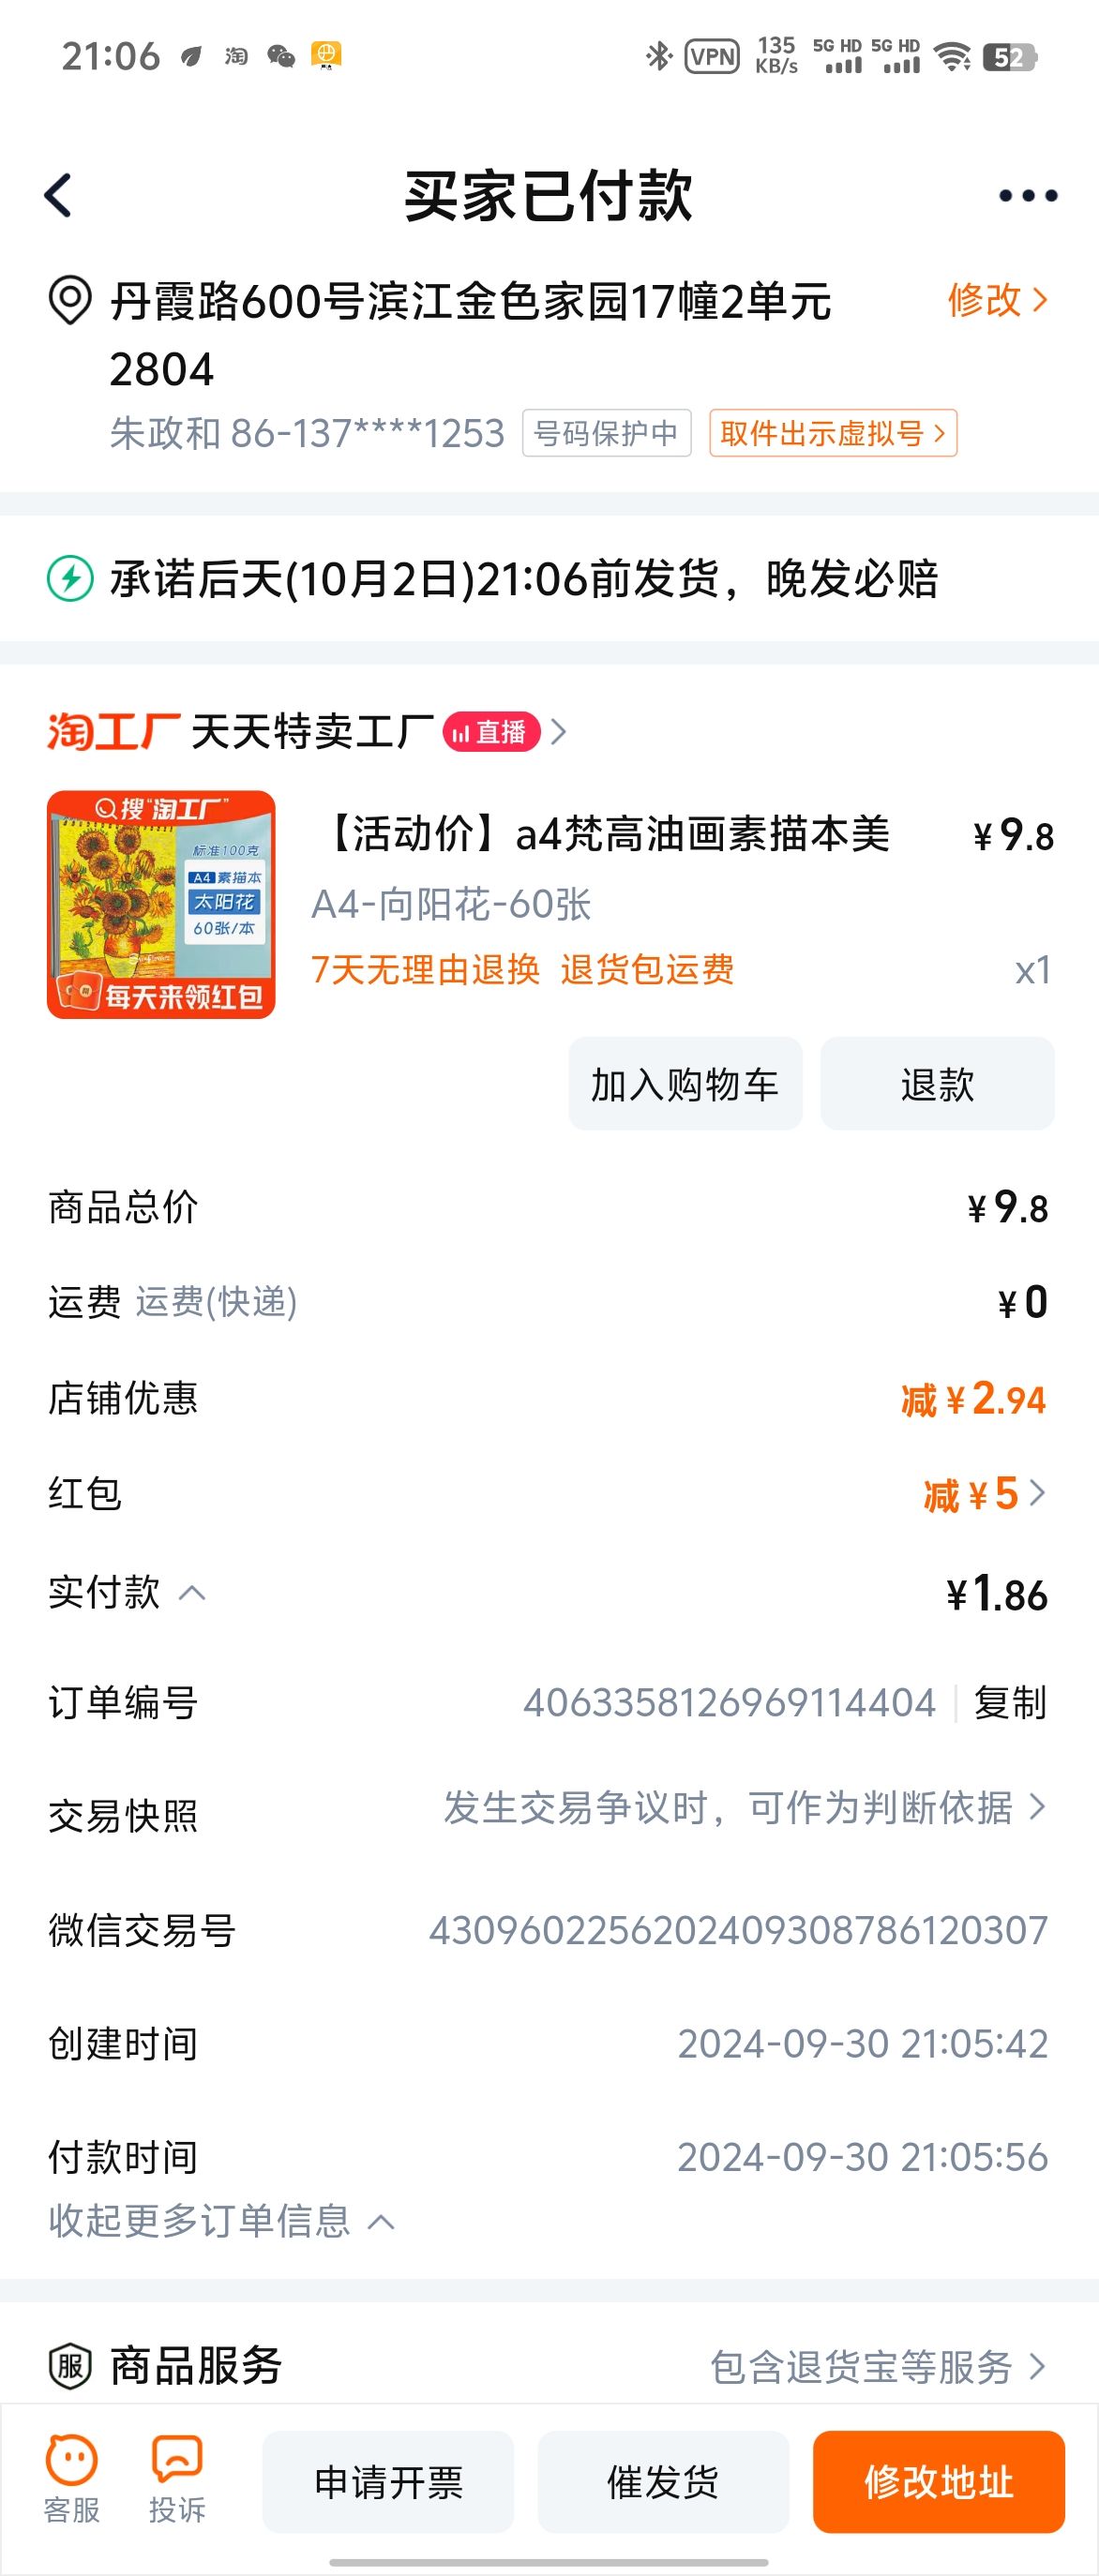 21:06 淘 VPN 135 KB/s 5G HD 5G HD 52
买家已付款
丹霞路600号滨江金色家园17幢2单元 修改
2804
朱政和 86-137****1253 号码保护中 取件出示虚拟号
承诺后天(10月2日)21:06前发货，晚发必赔
淘工厂 天天特卖工厂 直播
搜“淘工厂”
标准100克
A4 素描本
太阳花
60张/本
每天来领红包
【活动价】a4梵高油画素描本美 ¥9.8
A4-向阳花-60张
7天无理由退换 退货包运费 x1
加入购物车 退款
商品总价 ¥9.8
运费 运费(快递) ¥0
店铺优惠 减¥2.94
红包 减¥5
实付款 ¥1.86
订单编号 4063358126969114404 复制
交易快照 发生交易争议时，可作为判断依据
微信交易号 4309602256202409308786120307
创建时间 2024-09-30 21:05:42
付款时间 2024-09-30 21:05:56
收起更多订单信息
服 商品服务 包含退货宝等服务
客服 投诉 申请开票 催发货 修改地址